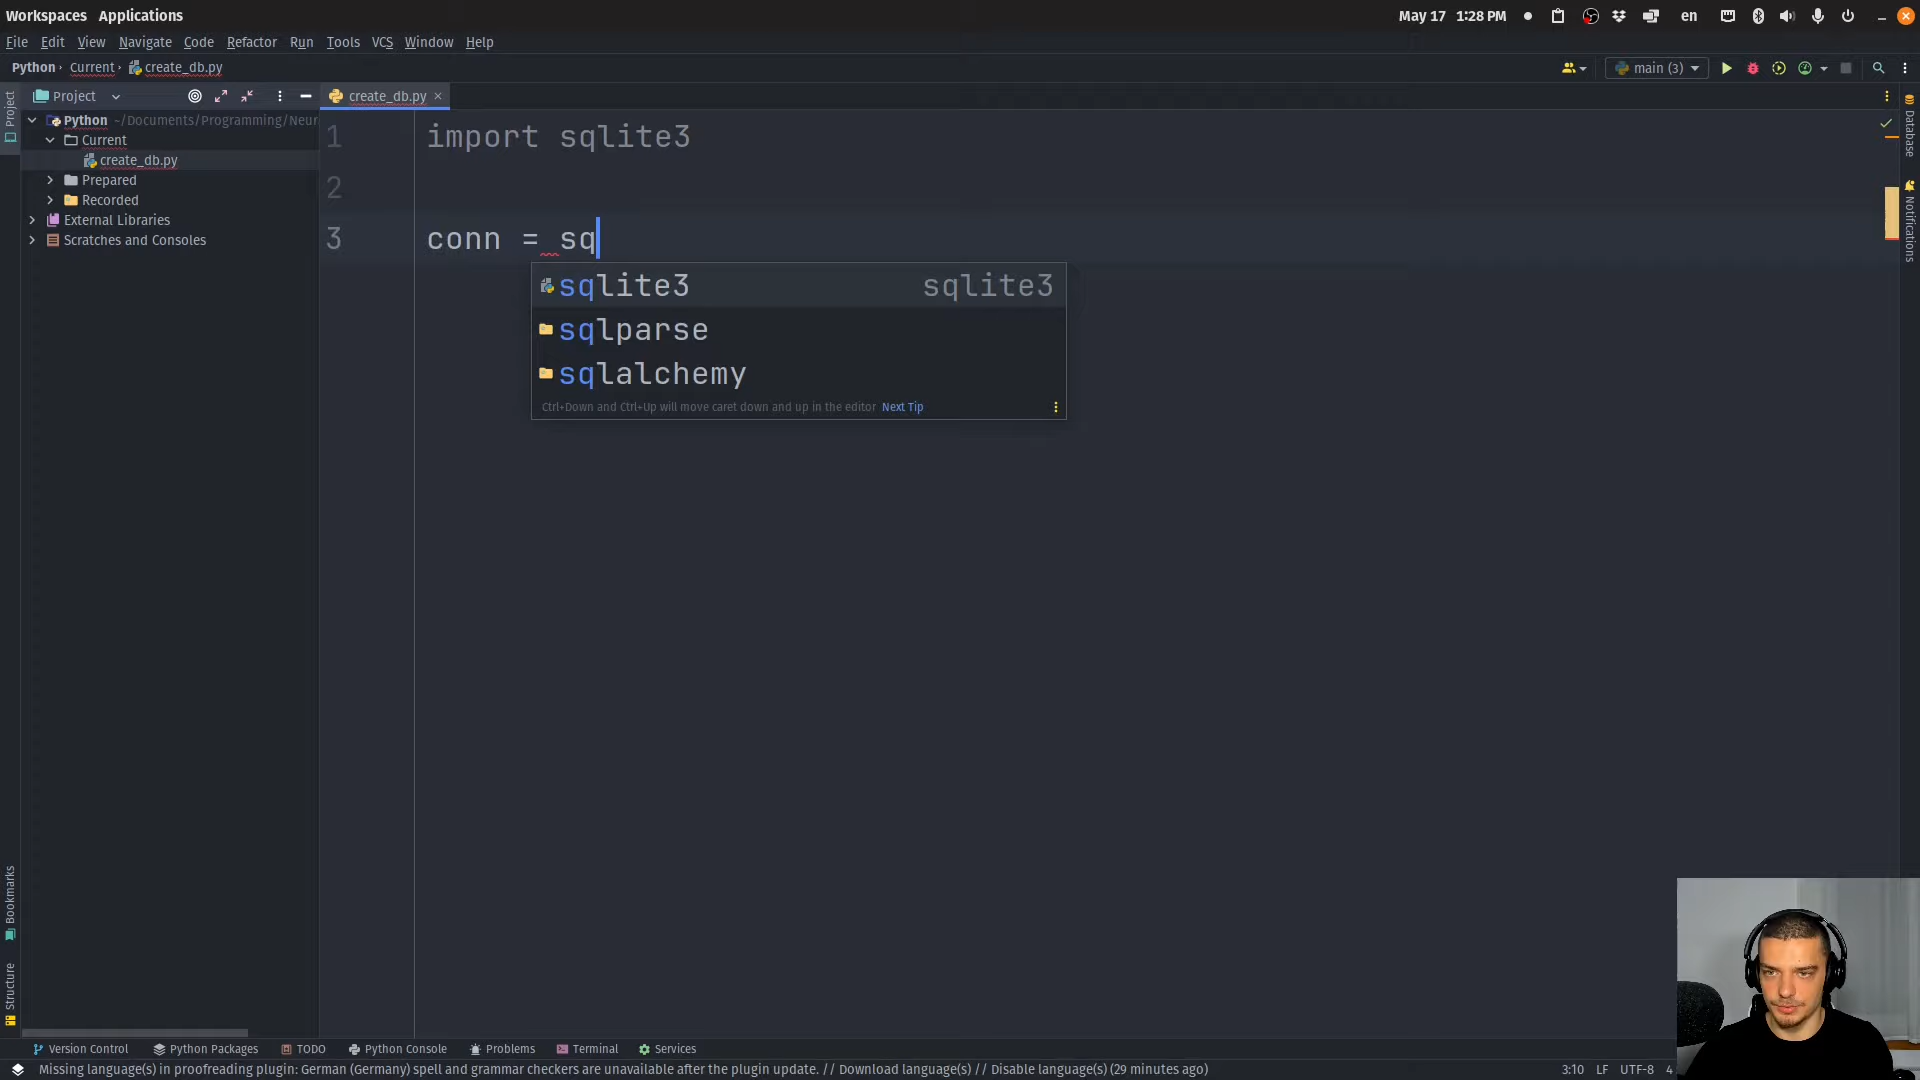 Workspaces Applications May 17 1:28 PM en
File Edit View Navigate Code Refactor Run Tools VCS Window Help
Python Current create_db.py main (3)
Project create_db.py
Project
Python ~/Documents/Programming/Neur
Current
create_db.py
Prepared
Recorded
External Libraries
Scratches and Consoles
1 import sqlite3
2
3 conn = sq
sqlite3 sqlite3
sqlparse
sqlalchemy
Ctrl+Down and Ctrl+Up will move caret down and up in the editor Next Tip
Database
Notifications
Bookmarks
Structure
Version Control Python Packages TODO Python Console Problems Terminal Services
Missing language(s) in proofreading plugin: German (Germany) spell and grammar checkers are unavailable after the plugin update. // Download language(s) // Disable language(s) (29 minutes ago) 3:10 LF UTF-8 4